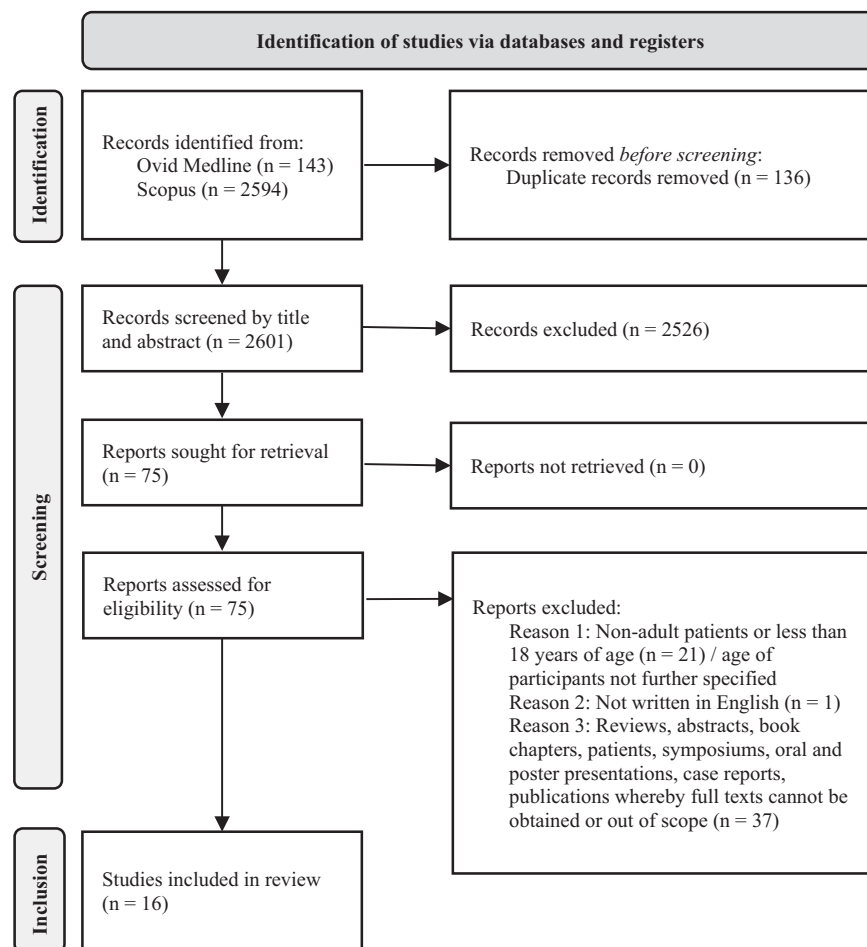 Identification of studies via databases and registers
Identification
Records identified from:
Ovid Medline (n = 143)
Scopus (n = 2594)
Records removed before screening:
Duplicate records removed (n = 136)
Screening
Records screened by title
and abstract (n = 2601)
Records excluded (n = 2526)
Reports sought for retrieval
(n = 75)
Reports not retrieved (n = 0)
Reports assessed for
eligibility (n = 75)
Reports excluded:
Reason 1: Non-adult patients or less than
18 years of age (n = 21) / age of
participants not further specified
Reason 2: Not written in English (n = 1)
Reason 3: Reviews, abstracts, book
chapters, patients, symposiums, oral and
poster presentations, case reports,
publications whereby full texts cannot be
obtained or out of scope (n = 37)
Inclusion
Studies included in review
(n = 16)